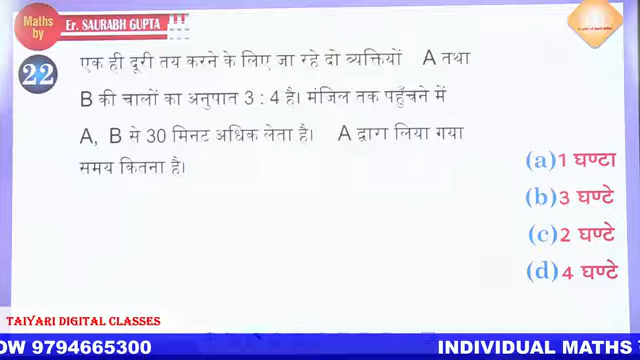 Maths by
Er. SAURABH GUPTA
22
एक ही दूरी तय करने के लिए जा रहे दो व्यक्तियों A तथा
B की चालों का अनुपात 3 : 4 है। मंजिल तक पहुँचने में
A, B से 30 मिनट अधिक लेता है। A द्वारा लिया गया
समय कितना है।
(a) 1 घण्टा
(b) 3 घण्टे
(c) 2 घण्टे
(d) 4 घण्टे
TAIYARI DIGITAL CLASSES
OW 9794665300
INDIVIDUAL MATHS